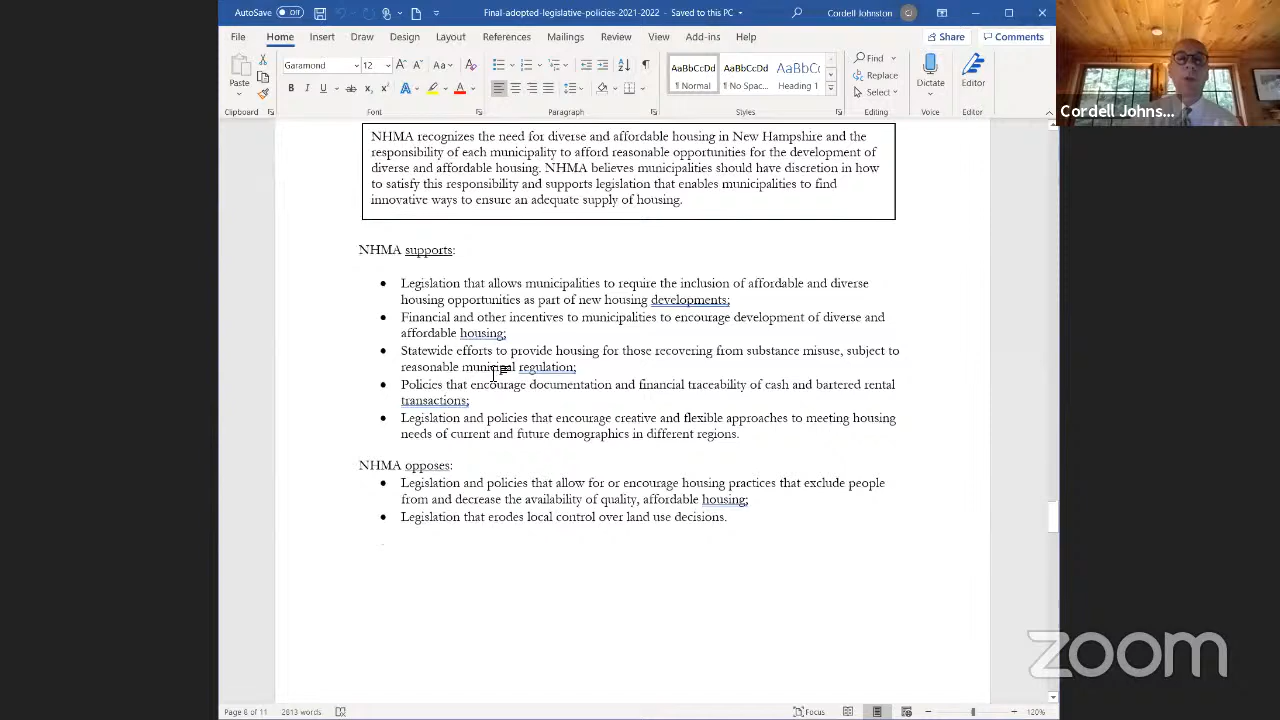 AutoSave Off
Final-adopted-legislative-policies-2021-2022 - Saved to this PC
Cordell Johnston CJ
File Home Insert Draw Design Layout References Mailings Review View Add-ins Help
Share Comments
Paste
Garamond 12
Aa
B I U ab x₂ x² A A
AaBbCcDd AaBbCcDd AaBbCc
¶ Normal ¶ No Spac... Heading 1
Find
Replace
Select
Dictate
Editor
Clipboard Font Paragraph Styles Editing Voice Editor
Cordell Johns...
NHMA recognizes the need for diverse and affordable housing in New Hampshire and the
responsibility of each municipality to afford reasonable opportunities for the development of
diverse and affordable housing. NHMA believes municipalities should have discretion in how
to satisfy this responsibility and supports legislation that enables municipalities to find
innovative ways to ensure an adequate supply of housing.
NHMA supports:
• Legislation that allows municipalities to require the inclusion of affordable and diverse
housing opportunities as part of new housing developments;
• Financial and other incentives to municipalities to encourage development of diverse and
affordable housing;
• Statewide efforts to provide housing for those recovering from substance misuse, subject to
reasonable municipal regulation;
• Policies that encourage documentation and financial traceability of cash and bartered rental
transactions;
• Legislation and policies that encourage creative and flexible approaches to meeting housing
needs of current and future demographics in different regions.
NHMA opposes:
• Legislation and policies that allow for or encourage housing practices that exclude people
from and decrease the availability of quality, affordable housing;
• Legislation that erodes local control over land use decisions.
zoom
Page 8 of 11 2813 words
Focus
120%